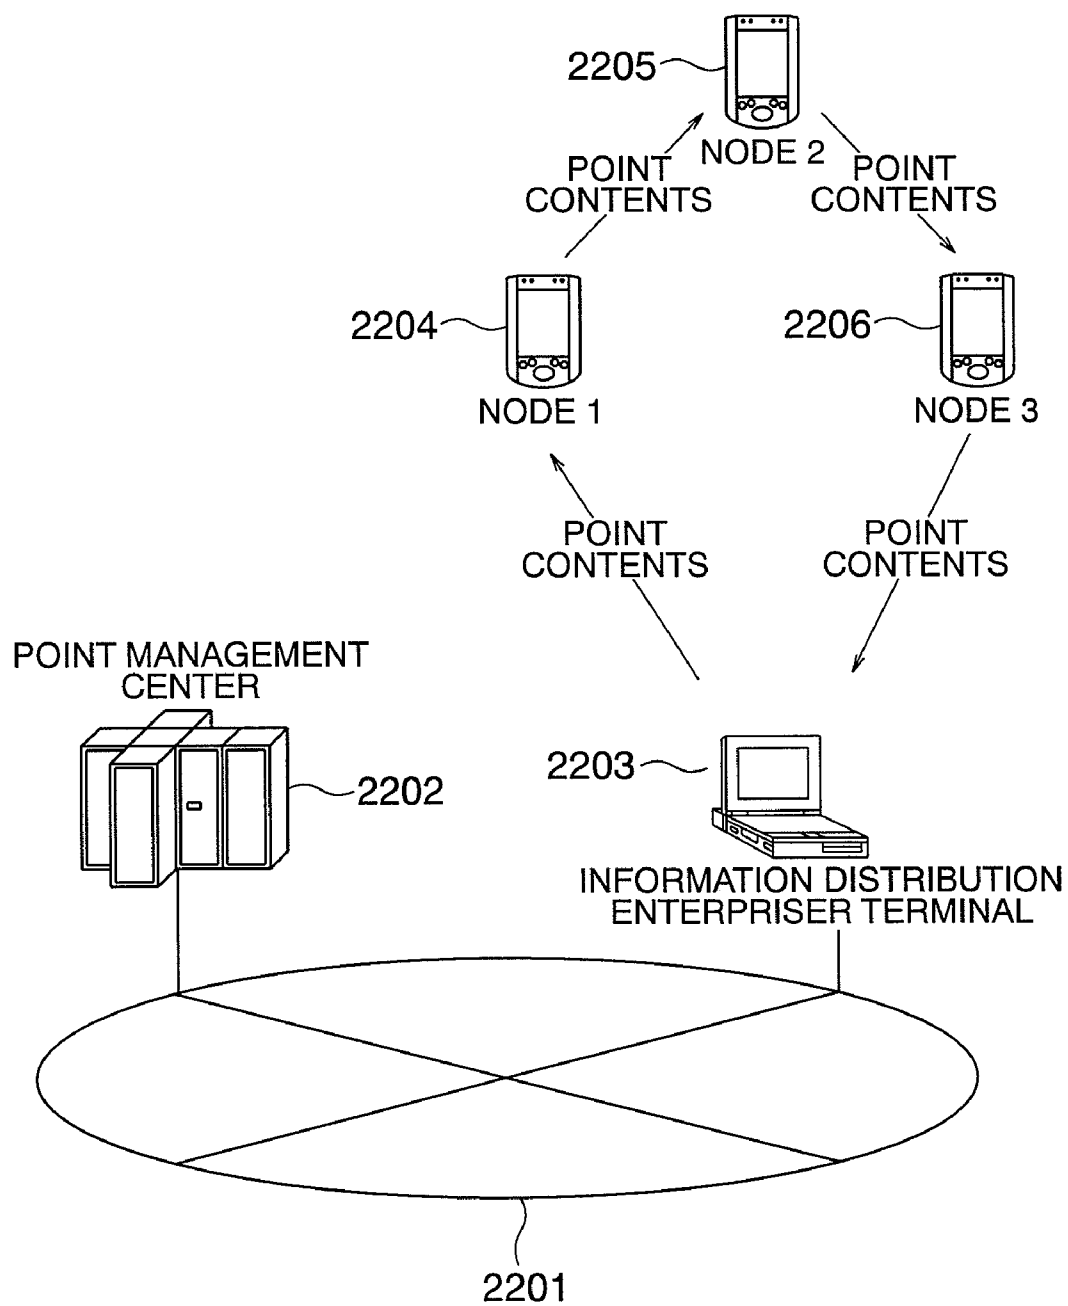 2205
NODE 2
POINT
CONTENTS
POINT
CONTENTS
2204
NODE 1
2206
NODE 3
POINT
CONTENTS
POINT
CONTENTS
POINT MANAGEMENT
CENTER
2202
2203
INFORMATION DISTRIBUTION
ENTERPRISER TERMINAL
2201